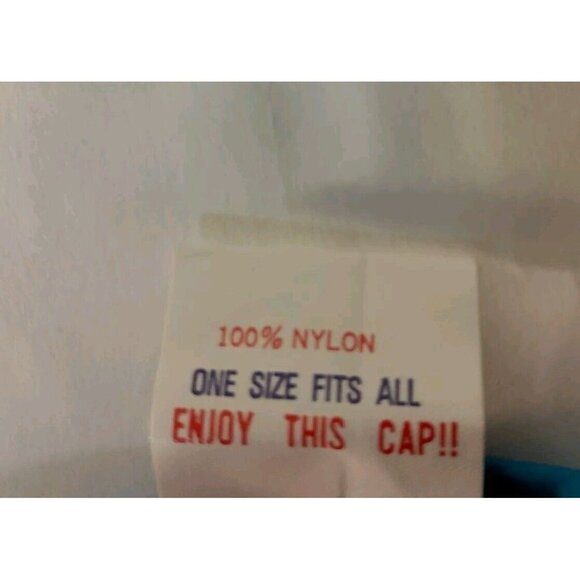 100% NYLON
ONE SIZE FITS ALL
ENJOY THIS CAP!!